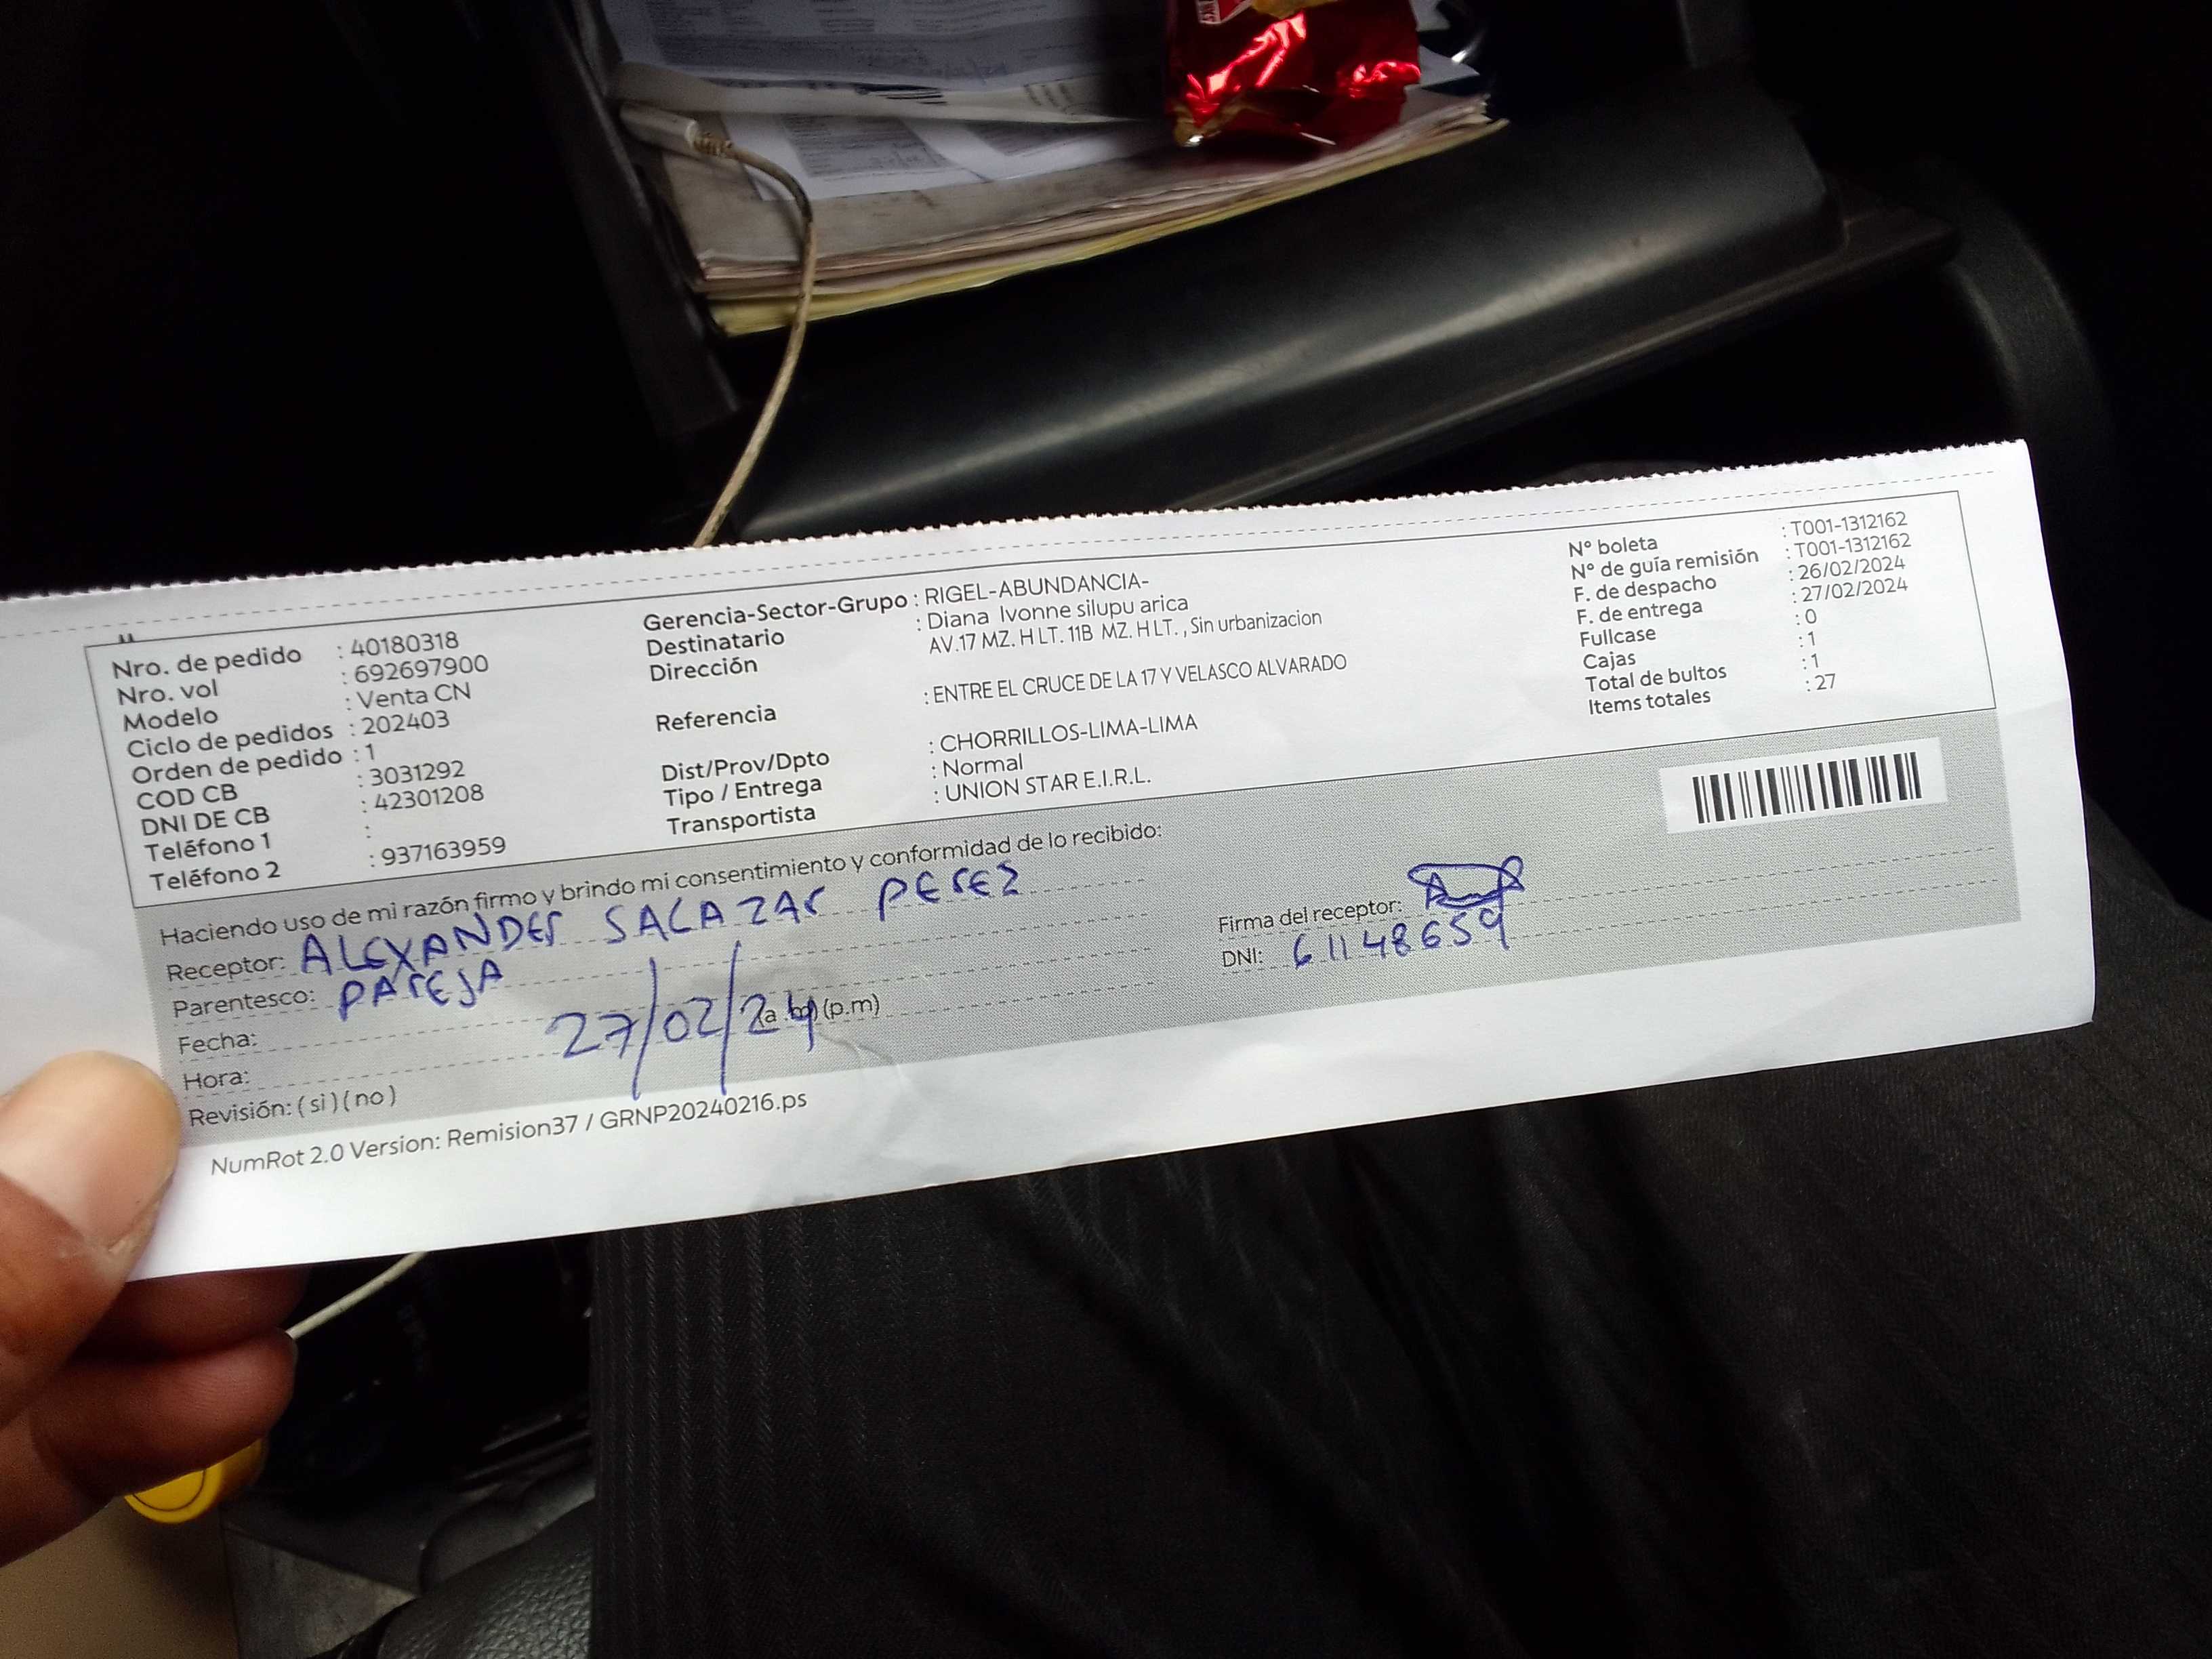 Nro. de pedido : 40180318
Nro. vol : 692697900
Modelo : Venta CN
Ciclo de pedidos : 202403
Orden de pedido : 1
COD CB : 3031292
DNI DE CB : 42301208
Teléfono 1 :
Teléfono 2 : 937163959
Gerencia-Sector-Grupo : RIGEL-ABUNDANCIA-
Destinatario : Diana Ivonne silupu arica
Dirección AV.17 MZ. H LT. 11B MZ. H LT. , Sin urbanizacion
Referencia : ENTRE EL CRUCE DE LA 17 Y VELASCO ALVARADO
Dist/Prov/Dpto : CHORRILLOS-LIMA-LIMA
Tipo / Entrega : Normal
Transportista : UNION STAR E.I.R.L.
N° boleta : T001-1312162
N° de guía remisión : T001-1312162
F. de despacho : 26/02/2024
F. de entrega : 27/02/2024
Fullcase : 0
Cajas : 1
Total de bultos : 1
Items totales : 27
Haciendo uso de mi razón firmo y brindo mi consentimiento y conformidad de lo recibido:
Receptor: ALEXANDER SALAZAR PEREZ
Parentesco: PAREJA
Fecha: 27/02/24
Hora: (p.m)
Revisión: ( si ) ( no )
Firma del receptor:
DNI: 61148659
NumRot 2.0 Version: Remision37 / GRNP20240216.ps